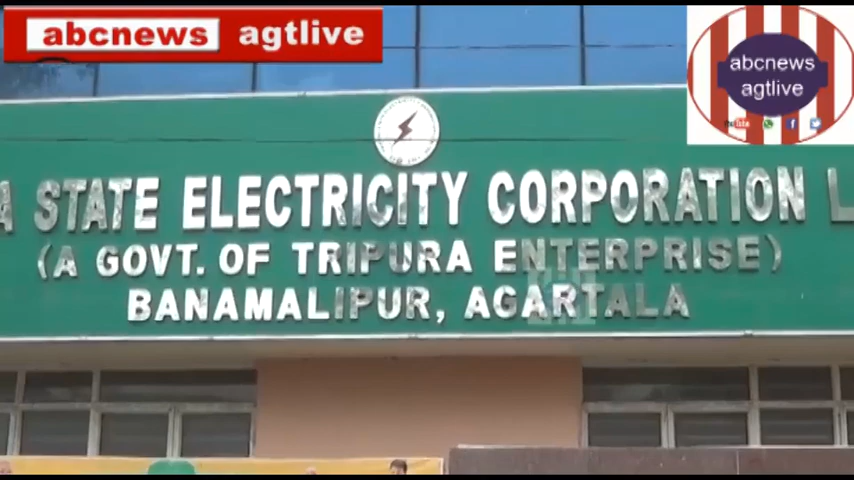 abcnews agtlive
abcnews
agtlive
A STATE ELECTRICITY CORPORATION L
(A GOVT. OF TRIPURA ENTERPRISE)
BANAMALIPUR, AGARTALA